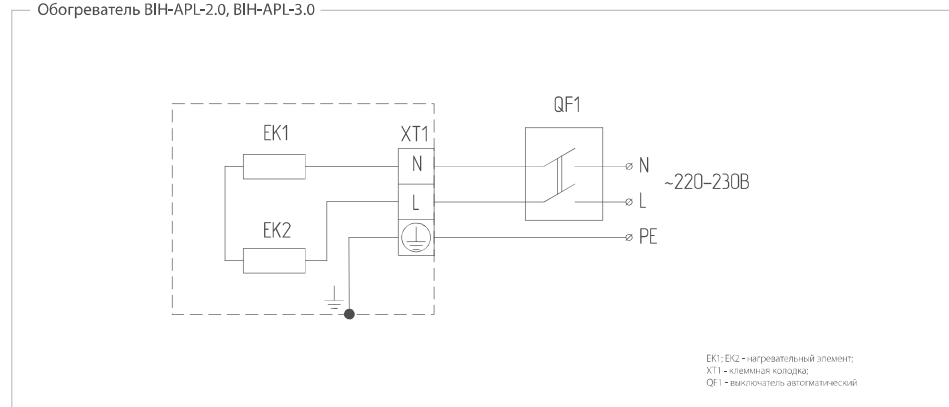 Обогреватель BIH-APL-2.0, BIH-APL-3.0
QF1
EK1
XT1
N
N
~220-230В
L
L
EK2
PE
EK1; EK2 - нагревательный элемент;
XT1 - клеммная колодка;
QF1 - выключатель автогматический